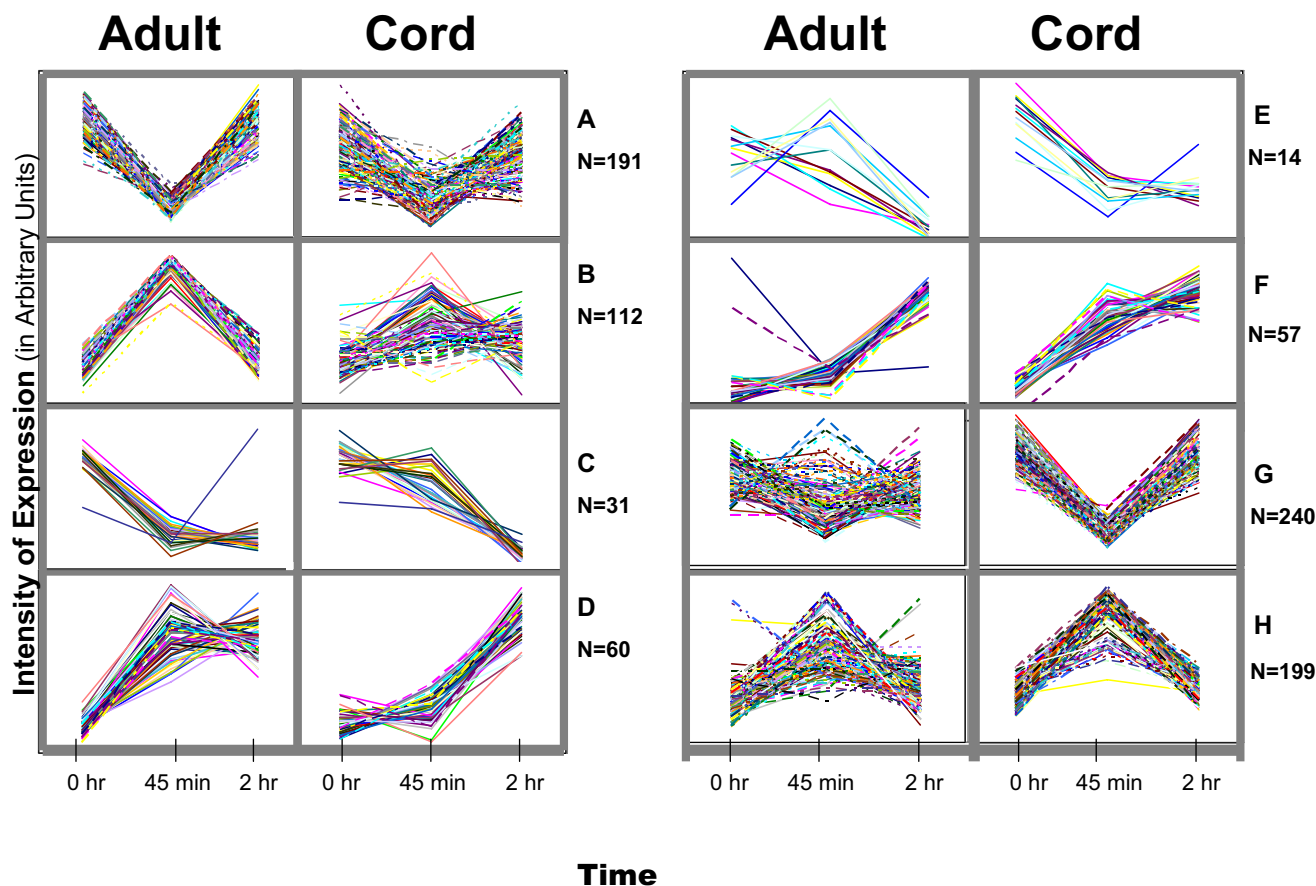 Adult Cord Adult Cord
Intensity of Expression (in Arbitrary Units)
A
N=191
B
N=112
C
N=31
D
N=60
E
N=14
F
N=57
G
N=240
H
N=199
0 hr 45 min 2 hr 0 hr 45 min 2 hr 0 hr 45 min 2 hr 0 hr 45 min 2 hr
Time